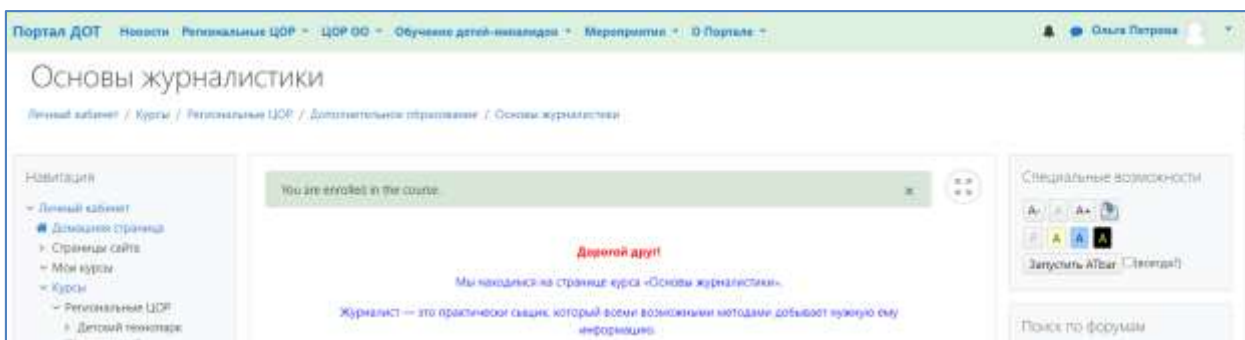 Портал ДОТ Новости Региональные ЦОР ЦОР ОО Обучение детей-инвалидов Мероприятия О Портале Ольга Петрова
Основы журналистики
Личный кабинет / Курсы / Региональные ЦОР / Дополнительное образование / Основы журналистики
Навигация
Личный кабинет
Домашняя страница
Страницы сайта
Мои курсы
Курсы
Региональные ЦОР
Детский технопарк
You are enrolled in the course.
Дорогой друг!
Мы находимся на странице курса «Основы журналистики».
Журналист — это практически сыщик, который всеми возможными методами добывает нужную ему
информацию.
Специальные возможности
A- A A+
A A A A
Запустить ATbar (всегда?)
Поиск по форумам